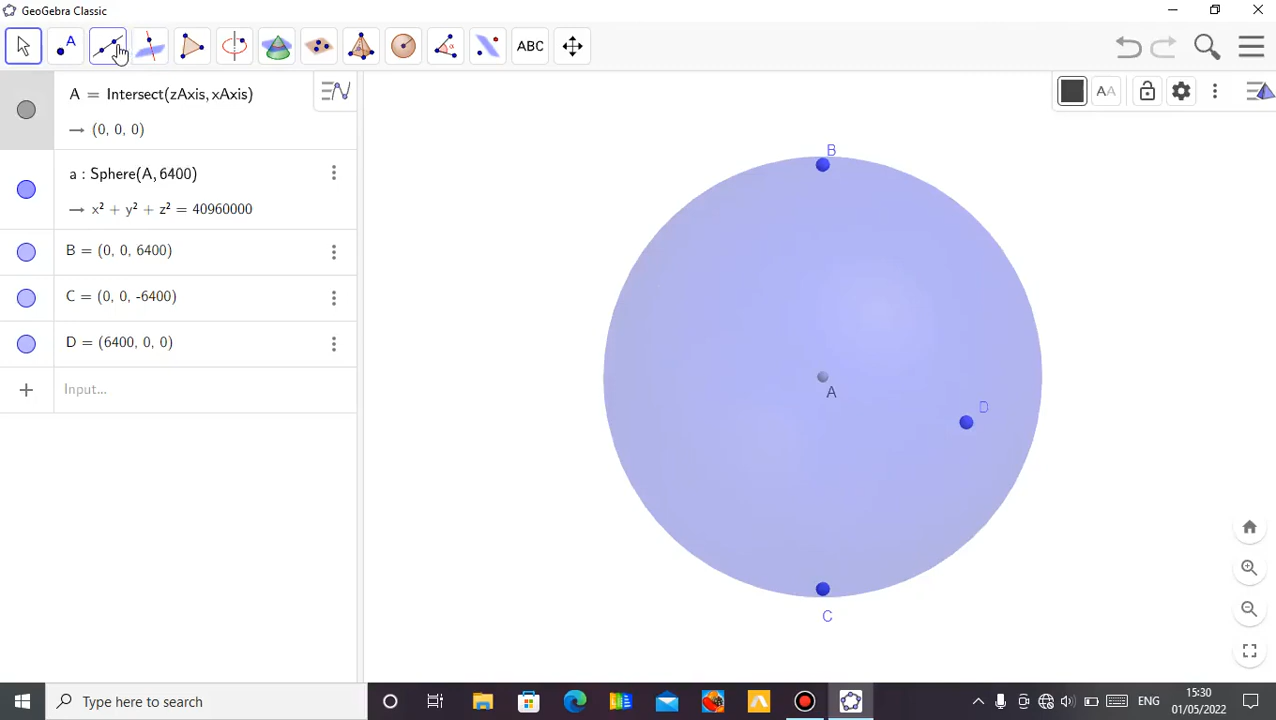 GeoGebra Classic
A
ABC
A = Intersect(zAxis, xAxis)
→ (0, 0, 0)
a : Sphere(A, 6400)
→ x² + y² + z² = 40960000
B = (0, 0, 6400)
C = (0, 0, -6400)
D = (6400, 0, 0)
+ Input...
AA
B
A
D
C
Type here to search
ENG
15:30
01/05/2022